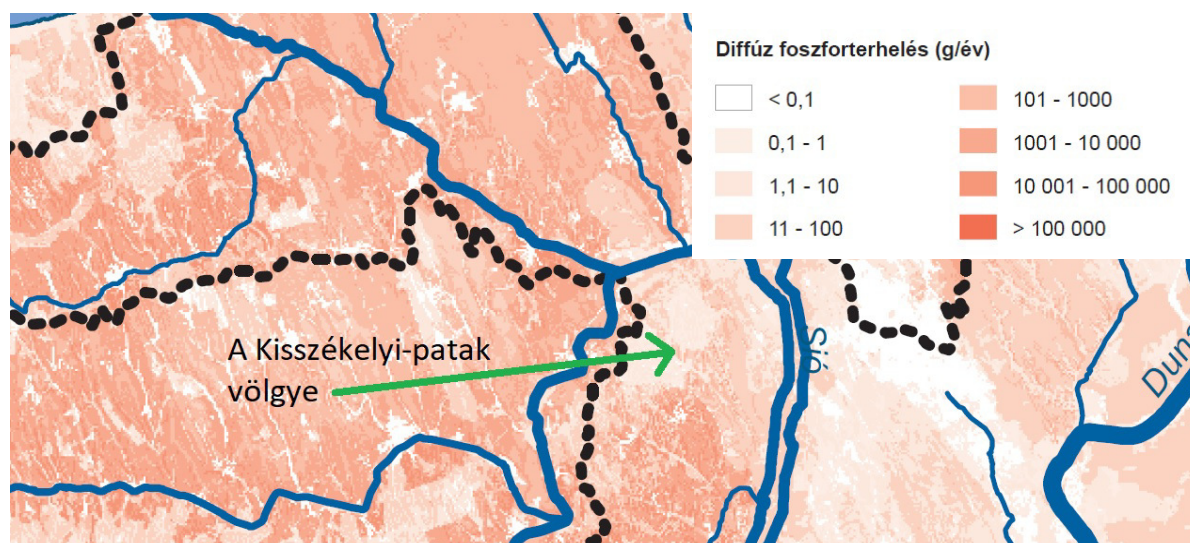 Diffúz foszforterhelés (g/év)
< 0,1
0,1 - 1
1,1 - 10
11 - 100
101 - 1000
1001 - 10 000
10 001 - 100 000
> 100 000
A Kisszékelyi-patak
völgye
Sió
Duna